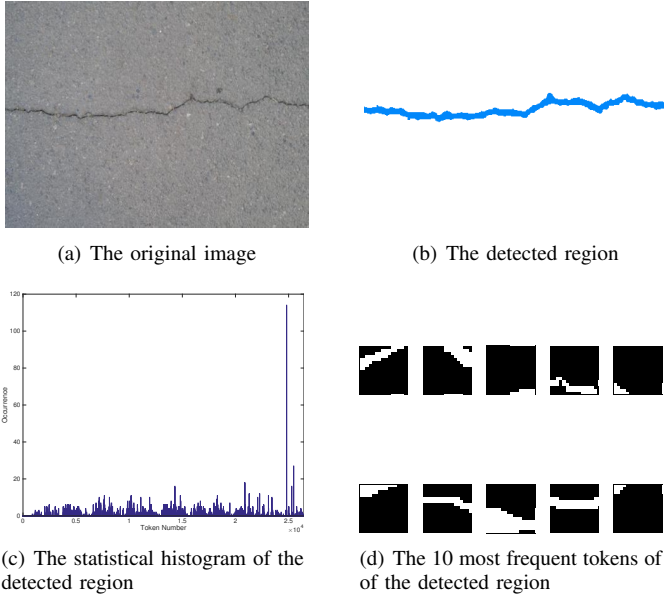 (a) The original image
(b) The detected region
120
100
80
60
40
20
0
Occurrence
0 0.5 1 1.5 2 2.5
×10⁴
Token Number
(c) The statistical histogram of the
detected region
(d) The 10 most frequent tokens of
of the detected region